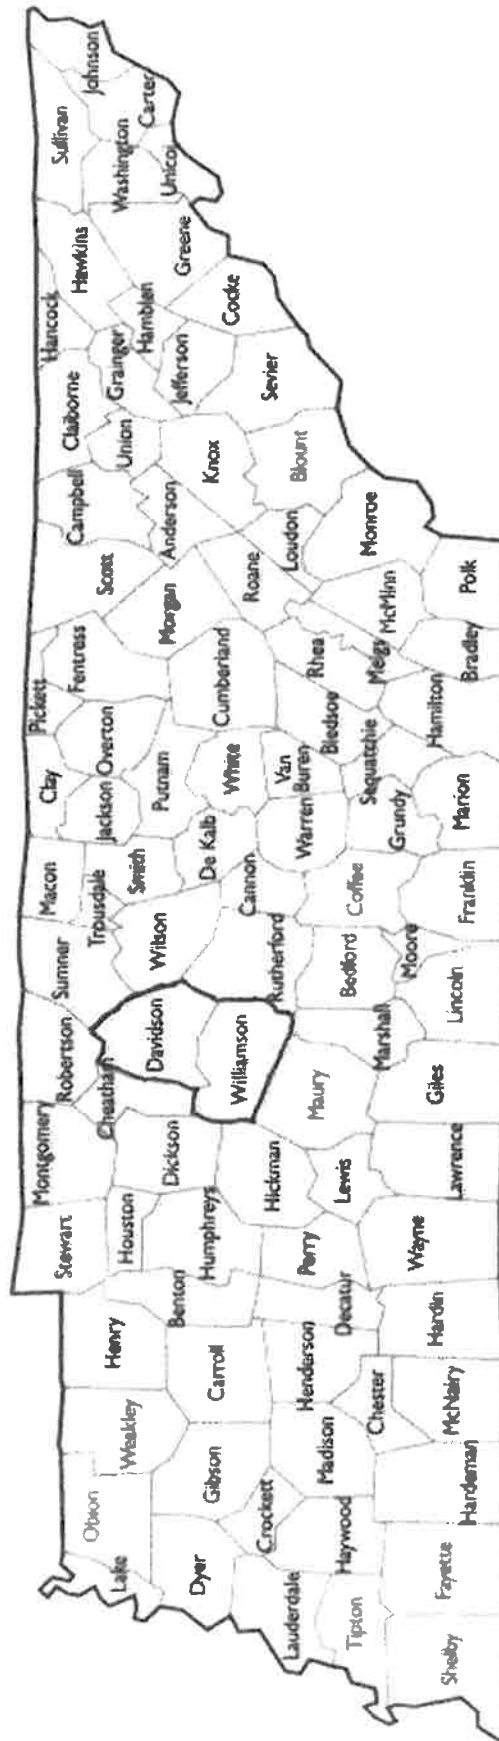 Johnson
Sullivan
Carter
Washington
Unicoi
Hawkins
Greene
Hancock
Hamblen
Cocke
Grainger
Jefferson
Claiborne
Sevier
Union
Knox
Campbell
Blount
Anderson
Scott
Loudon
Monroe
Roane
Morgan
McMinn
Polk
Fentress
Cumberland
Rhea
Meigs
Bradley
Pickett
Overton
Bledsoe
Hamilton
Clay
Putnam
White
Van
Buren
Sequatchie
Jackson
Warren
Grundy
Marion
De Kalb
Smith
Macon
Cannon
Coffee
Franklin
Trousdale
Wilson
Sumner
Rutherford
Bedford
Moore
Lincoln
Robertson
Davidson
Marshall
Cheatham
Williamson
Maury
Giles
Montgomery
Dickson
Hickman
Lewis
Lawrence
Stewart
Houston
Humphreys
Perry
Wayne
Benton
Decatur
Hardin
Henry
Carroll
Henderson
Chester
McNairy
Weakley
Gibson
Madison
Hardeman
Obion
Crockett
Haywood
Lake
Dyer
Lauderdale
Tipton
Fayette
Shelby